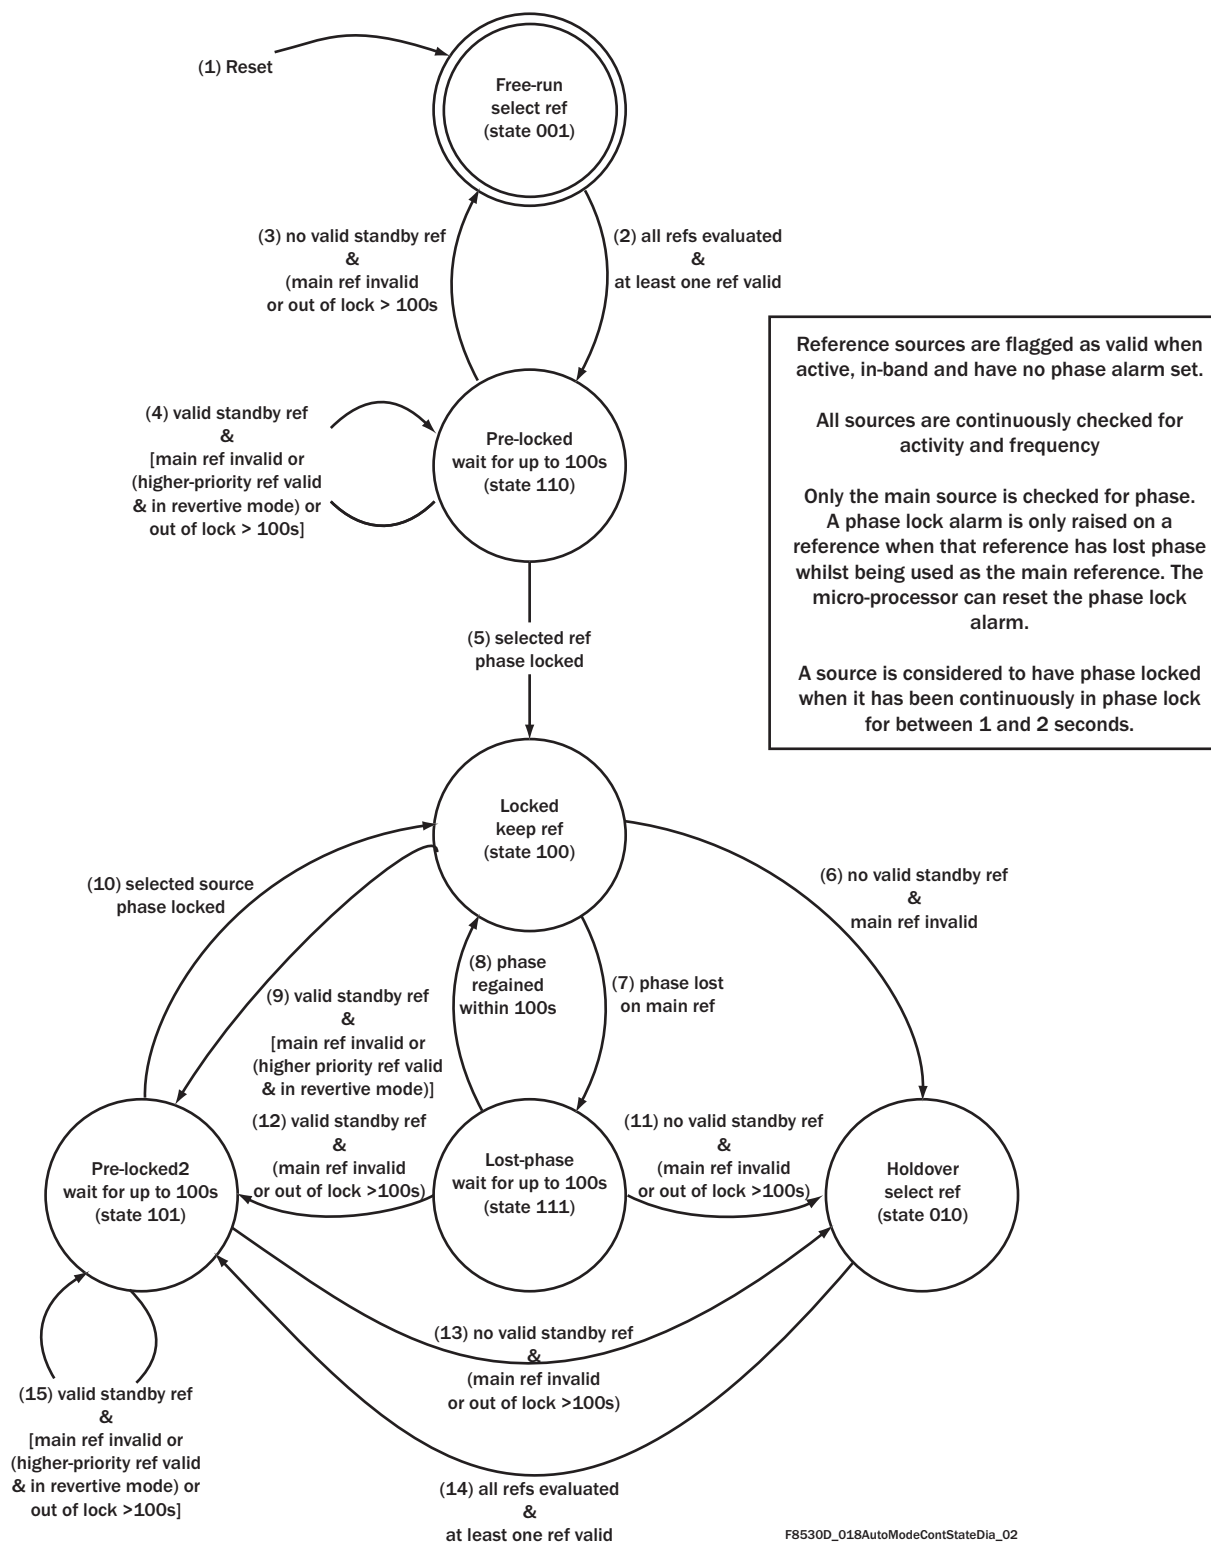 (1) Reset
Free-run
select ref
(state 001)
(3) no valid standby ref
&
(main ref invalid
or out of lock > 100s
(2) all refs evaluated
&
at least one ref valid
Reference sources are flagged as valid when
active, in-band and have no phase alarm set.
All sources are continuously checked for
activity and frequency
Only the main source is checked for phase.
A phase lock alarm is only raised on a
reference when that reference has lost phase
whilst being used as the main reference. The
micro-processor can reset the phase lock
alarm.
A source is considered to have phase locked
when it has been continuously in phase lock
for between 1 and 2 seconds.
(4) valid standby ref
&
[main ref invalid or
(higher-priority ref valid
& in revertive mode) or
out of lock > 100s]
Pre-locked
wait for up to 100s
(state 110)
(5) selected ref
phase locked
Locked
keep ref
(state 100)
(10) selected source
phase locked
(6) no valid standby ref
&
main ref invalid
(8) phase
regained
within 100s
(7) phase lost
on main ref
(9) valid standby ref
&
[main ref invalid or
(higher priority ref valid
& in revertive mode)]
(12) valid standby ref
&
(main ref invalid
or out of lock >100s)
(11) no valid standby ref
&
(main ref invalid
or out of lock >100s)
Pre-locked2
wait for up to 100s
(state 101)
Lost-phase
wait for up to 100s
(state 111)
Holdover
select ref
(state 010)
(13) no valid standby ref
&
(main ref invalid
or out of lock >100s)
(15) valid standby ref
&
[main ref invalid or
(higher-priority ref valid
& in revertive mode) or
out of lock >100s]
(14) all refs evaluated
&
at least one ref valid
F8530D_018AutoModeContStateDia_02